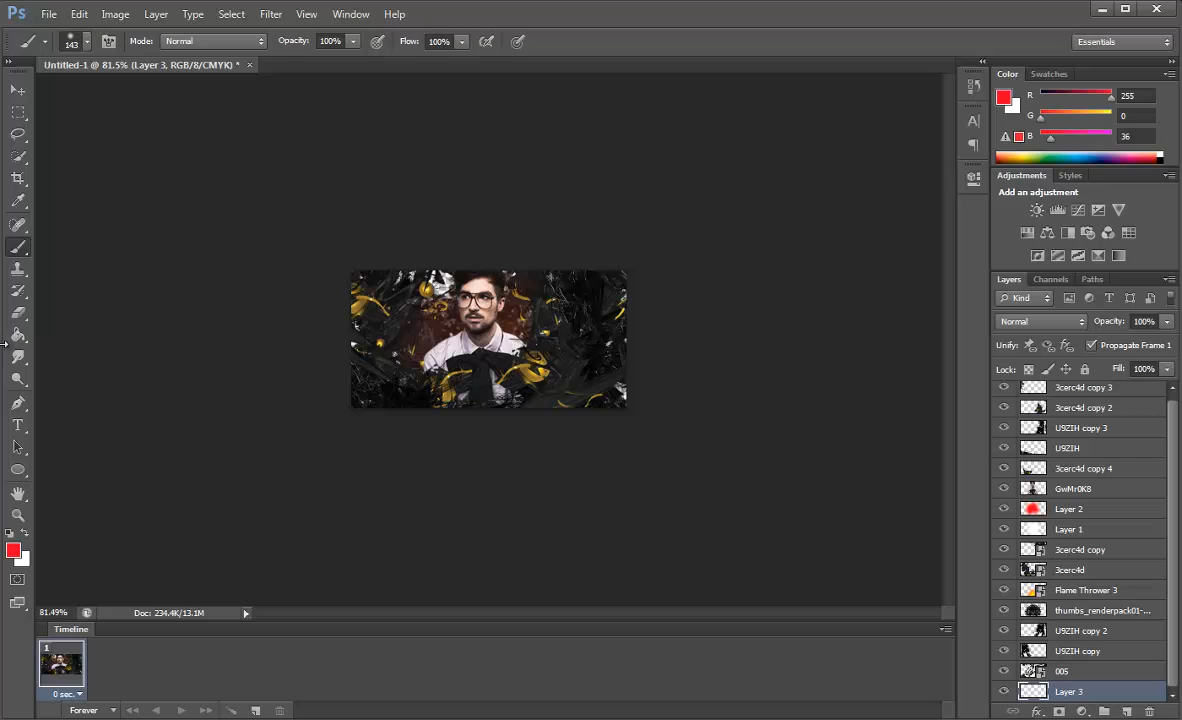 Ps File Edit Image Layer Type Select Filter View Window Help
143 Mode: Normal Opacity: 100% Flow: 100% Essentials
Untitled-1 @ 81.5% (Layer 3, RGB/8/CMYK) * ×
Color Swatches
R 255
G 0
B 36
Adjustments Styles
Add an adjustment
Layers Channels Paths
Kind
Normal Opacity: 100%
Unify: Propagate Frame 1
Lock: Fill: 100%
3cerc4d copy 3
3cerc4d copy 2
U9ZIH copy 3
U9ZIH
3cerc4d copy 4
GwMr0K8
Layer 2
Layer 1
3cerc4d copy
3cerc4d
Flame Thrower 3
thumbs_renderpack01-...
U9ZIH copy 2
U9ZIH copy
005
Layer 3
81.49% Doc: 234.4K/13.1M
Timeline
1
0 sec.
Forever